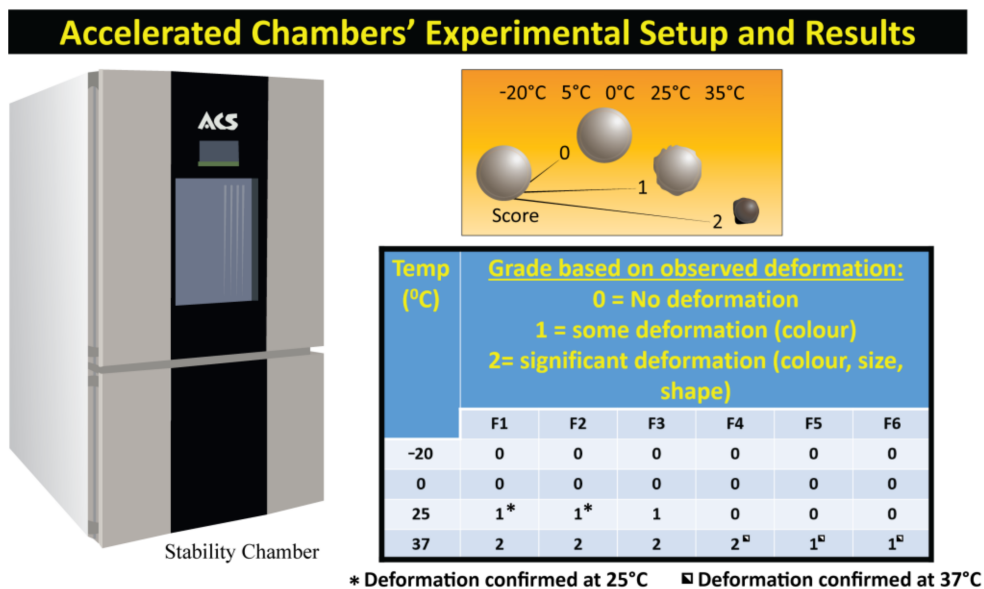 Accelerated Chambers’ Experimental Setup and Results
ACS
-20°C 5°C 0°C 25°C 35°C
0
1
Score
2
Temp
(⁰C)
Grade based on observed deformation:
0 = No deformation
1 = some deformation (colour)
2= significant deformation (colour, size,
shape)
F1 F2 F3 F4 F5 F6
-20 0 0 0 0 0 0
0 0 0 0 0 0 0
25 1* 1* 1 0 0 0
37 2 2 2 2⬔ 1⬔ 1⬔
Stability Chamber
* Deformation confirmed at 25°C ⬔ Deformation confirmed at 37°C